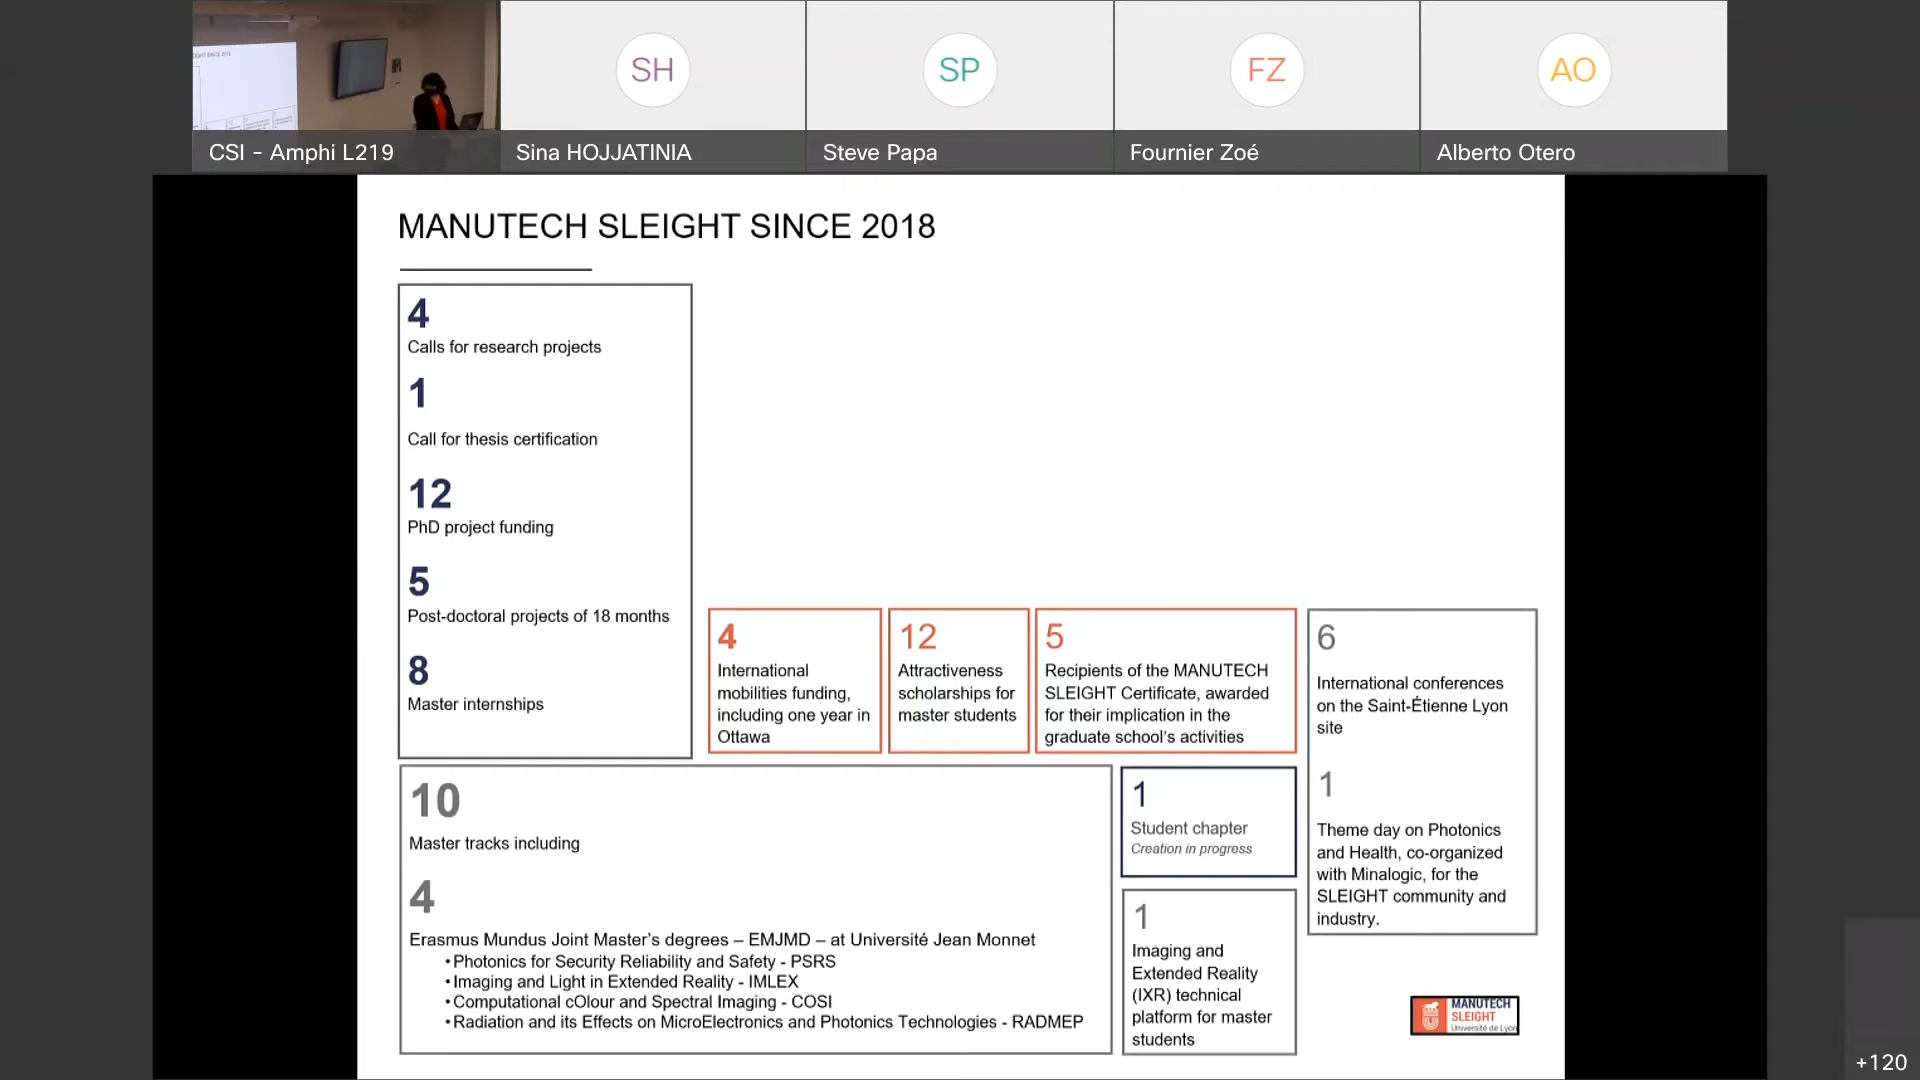 SH
SP
FZ
AO
CSI - Amphi L219
Sina HOJJATINIA
Steve Papa
Fournier Zoé
Alberto Otero
MANUTECH SLEIGHT SINCE 2018
4
Calls for research projects
1
Call for thesis certification
12
PhD project funding
5
Post-doctoral projects of 18 months
8
Master internships
4
International
mobilities funding,
including one year in
Ottawa
12
Attractiveness
scholarships for
master students
5
Recipients of the MANUTECH
SLEIGHT Certificate, awarded
for their implication in the
graduate school's activities
6
International conferences
on the Saint-Étienne Lyon
site
1
Theme day on Photonics
and Health, co-organized
with Minalogic, for the
SLEIGHT community and
industry.
10
Master tracks including
4
Erasmus Mundus Joint Master's degrees – EMJMD – at Université Jean Monnet
•Photonics for Security Reliability and Safety - PSRS
•Imaging and Light in Extended Reality - IMLEX
•Computational cOlour and Spectral Imaging - COSI
•Radiation and its Effects on MicroElectronics and Photonics Technologies - RADMEP
1
Student chapter
Creation in progress
1
Imaging and
Extended Reality
(IXR) technical
platform for master
students
MANUTECH
SLEIGHT
Université de Lyon
+120